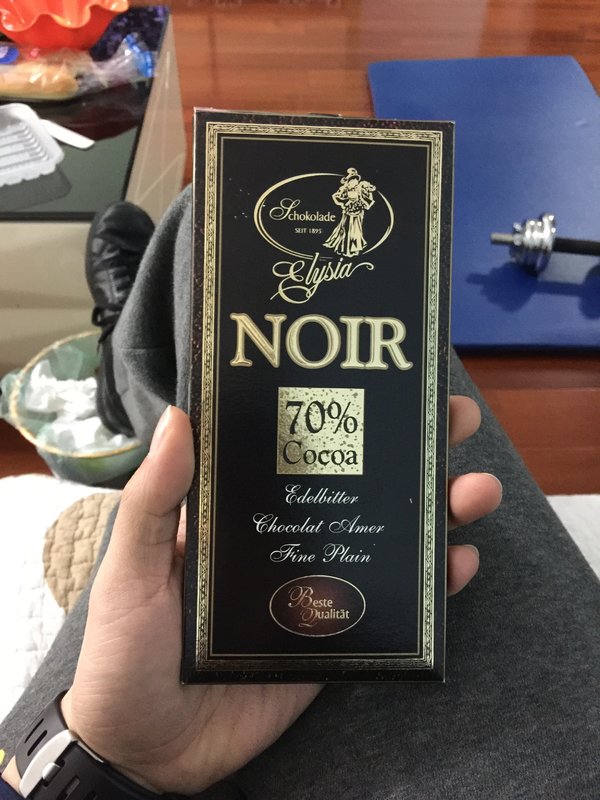 Schokolade
SEIT 1895
Elysia
NOIR
70%
Cocoa
Edelbitter
Chocolat Amer
Fine Plain
Beste
Qualität